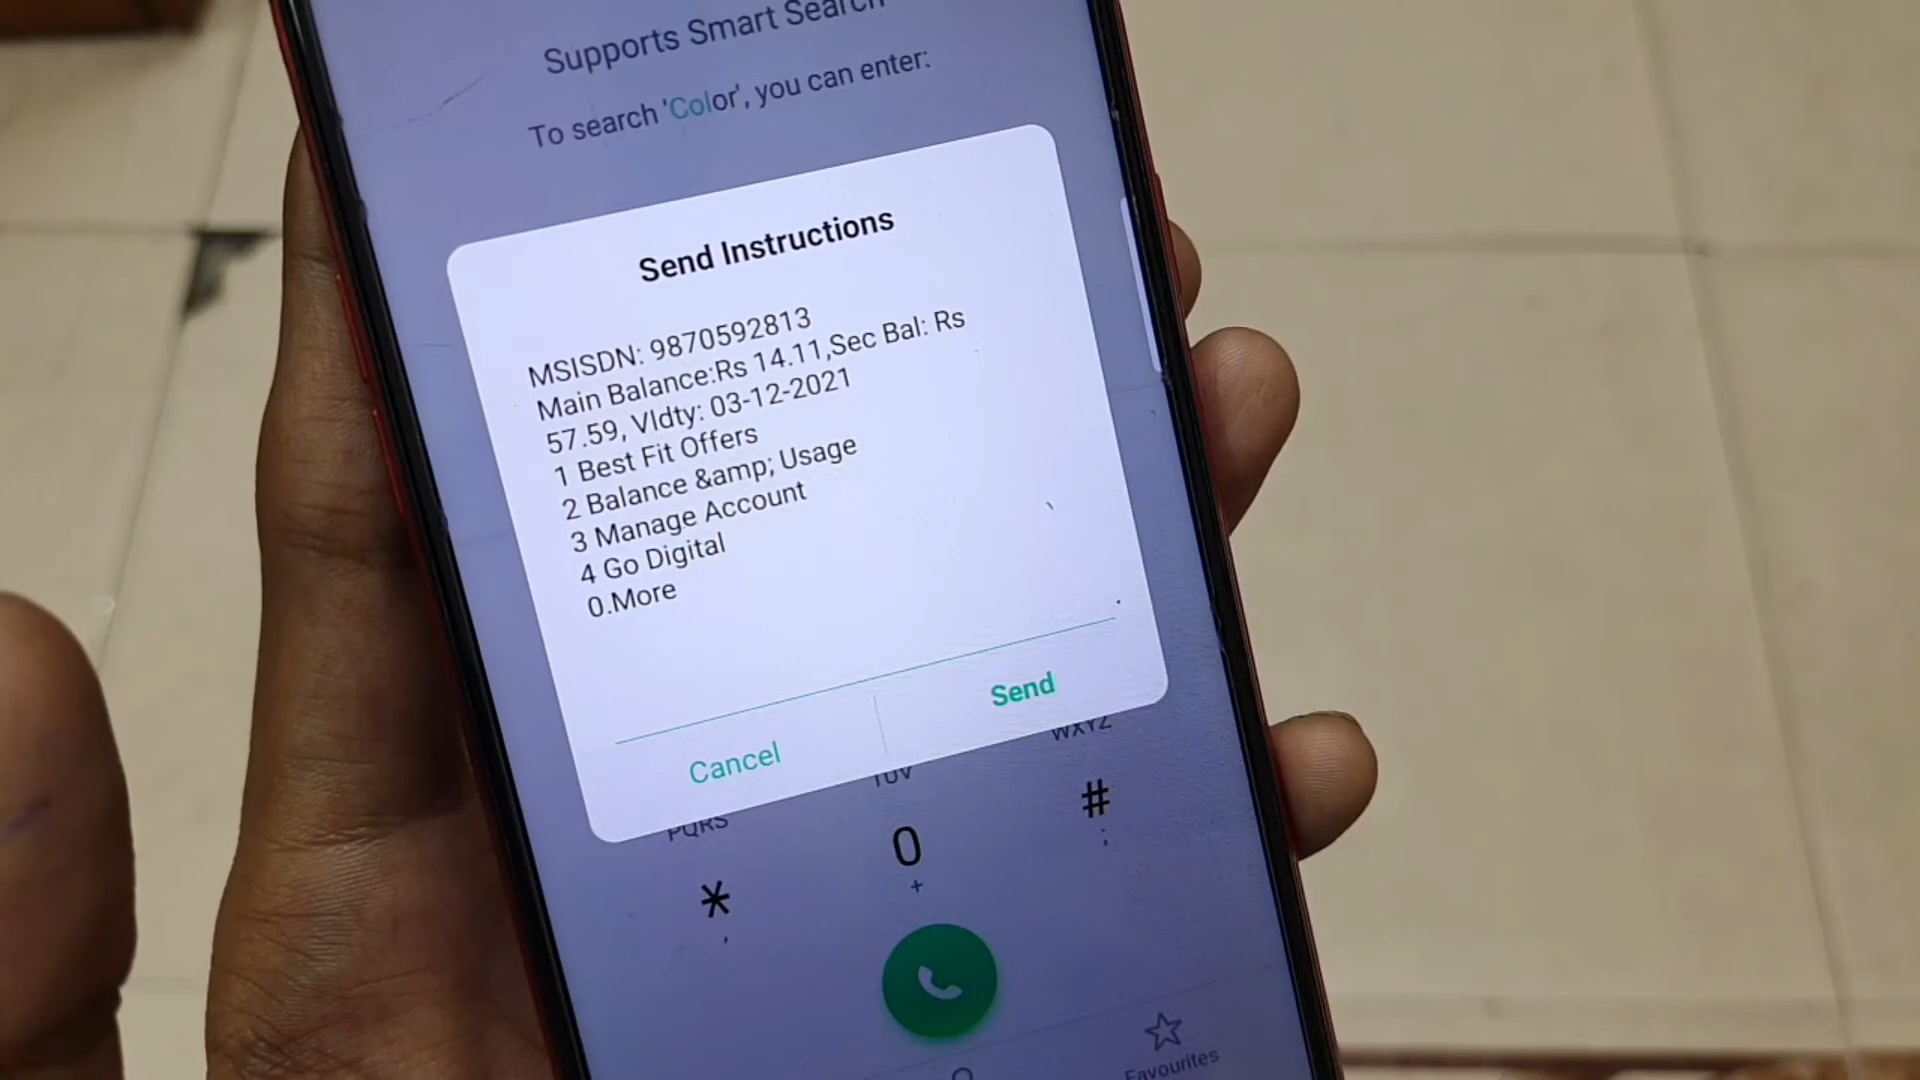 Supports Smart Search
To search 'Color', you can enter:
Send Instructions
MSISDN: 9870592813
Main Balance:Rs 14.11,Sec Bal: Rs
57.59, Vldty: 03-12-2021
1 Best Fit Offers
2 Balance &amp; Usage
3 Manage Account
4 Go Digital
0.More
Cancel
Send
PQRS
TUV
WXYZ
*
,
0
+
#
;
Favourites